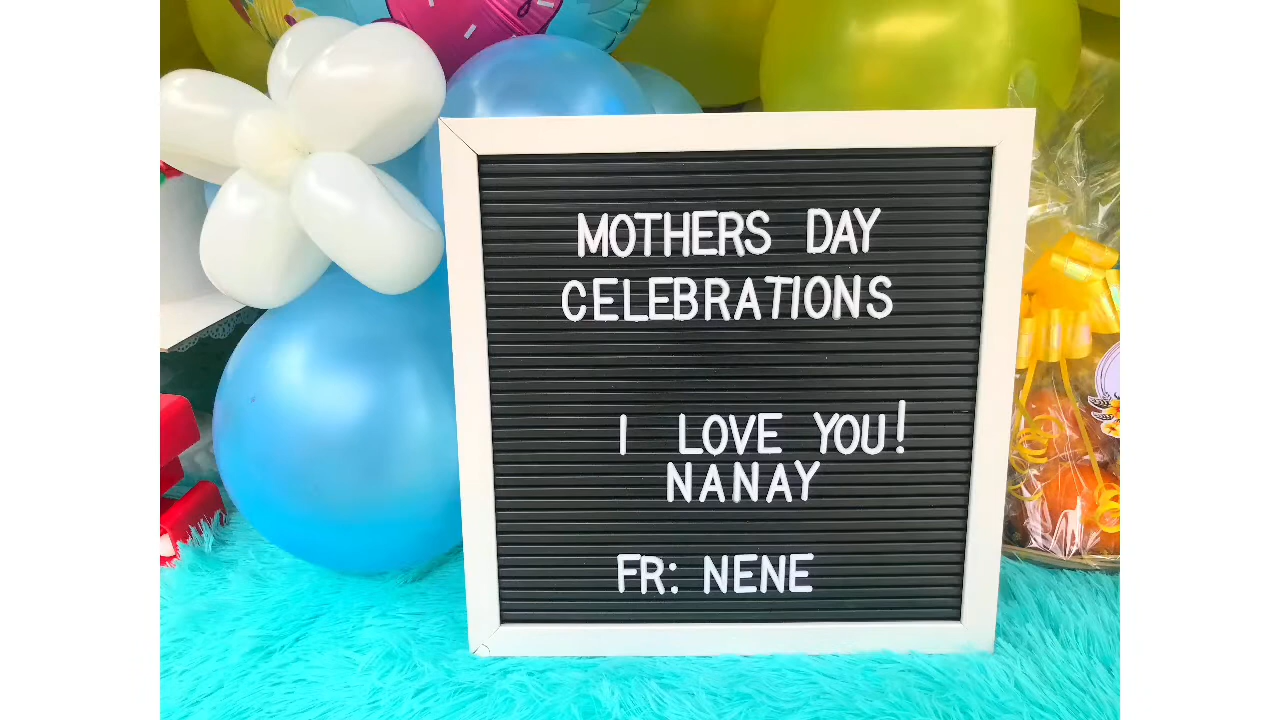 MOTHERS DAY
CELEBRATIONS
I LOVE YOU!
NANAY
FR: NENE